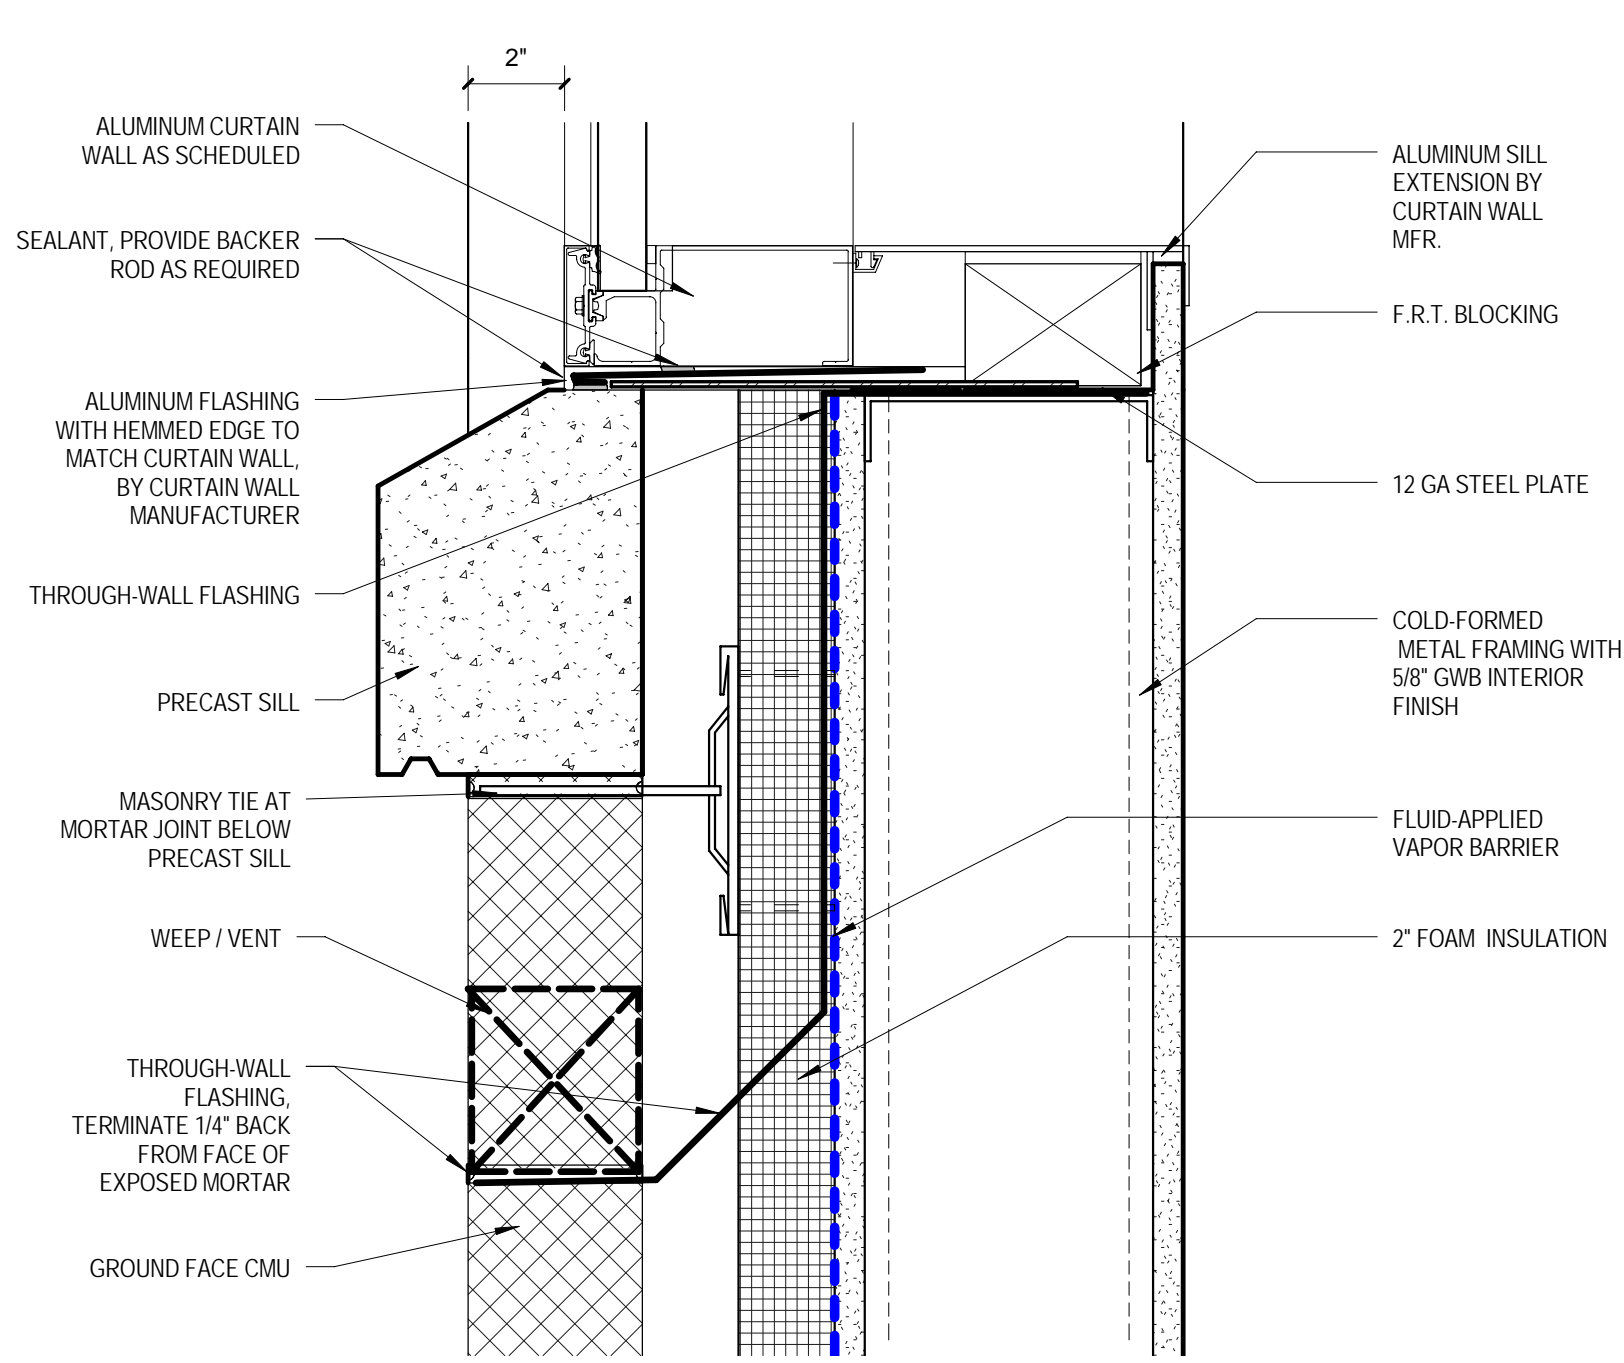 2"
ALUMINUM CURTAIN
WALL AS SCHEDULED
SEALANT, PROVIDE BACKER
ROD AS REQUIRED
ALUMINUM FLASHING
WITH HEMMED EDGE TO
MATCH CURTAIN WALL,
BY CURTAIN WALL
MANUFACTURER
THROUGH-WALL FLASHING
PRECAST SILL
MASONRY TIE AT
MORTAR JOINT BELOW
PRECAST SILL
WEEP / VENT
THROUGH-WALL
FLASHING,
TERMINATE 1/4" BACK
FROM FACE OF
EXPOSED MORTAR
GROUND FACE CMU
ALUMINUM SILL
EXTENSION BY
CURTAIN WALL
MFR.
F.R.T. BLOCKING
12 GA STEEL PLATE
COLD-FORMED
METAL FRAMING WITH
5/8" GWB INTERIOR
FINISH
FLUID-APPLIED
VAPOR BARRIER
2" FOAM INSULATION